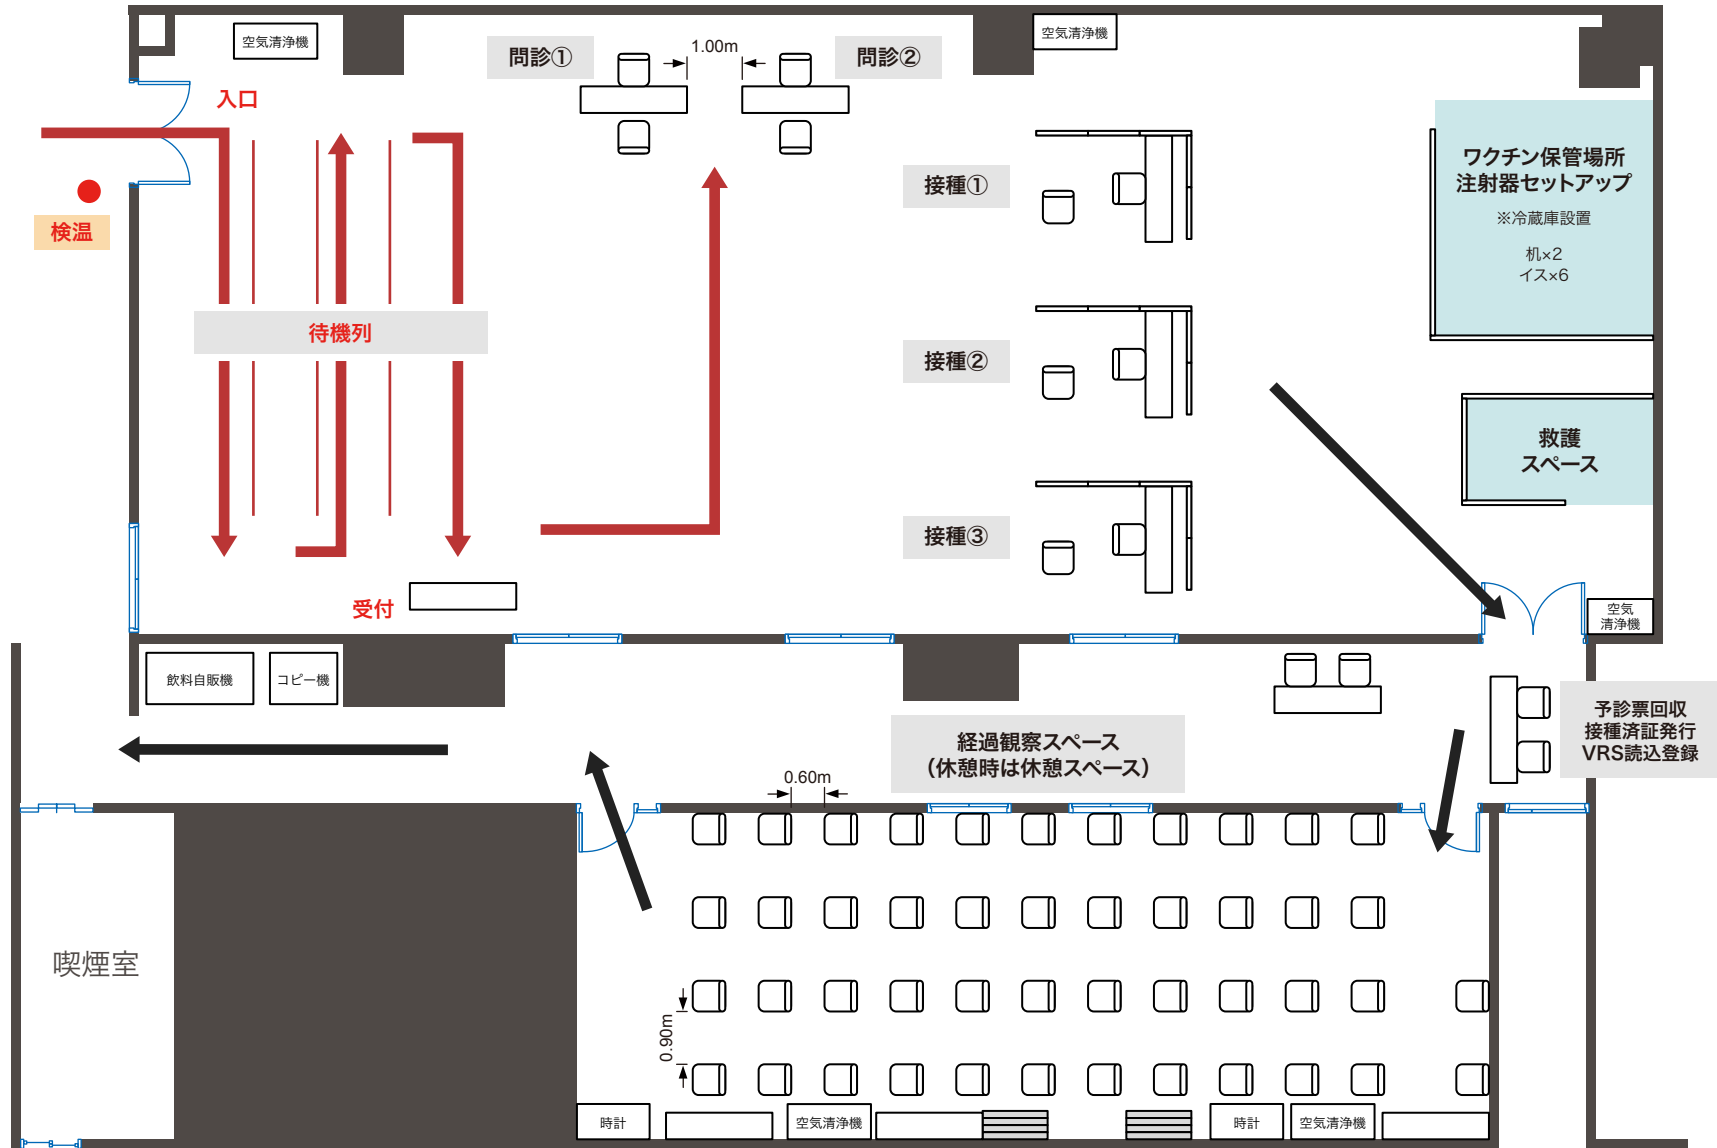 空気清浄機
問診①
1.00m
問診②
空気清浄機
入口
検温
待機列
受付
接種①
接種②
接種③
ワクチン保管場所
注射器セットアップ
※冷蔵庫設置
机×2
イス×6
救護
スペース
空気
清浄機
飲料自販機
コピー機
経過観察スペース
（休憩時は休憩スペース）
予診票回収
接種済証発行
VRS読込登録
0.60m
喫煙室
0.90m
時計
空気清浄機
時計
空気清浄機